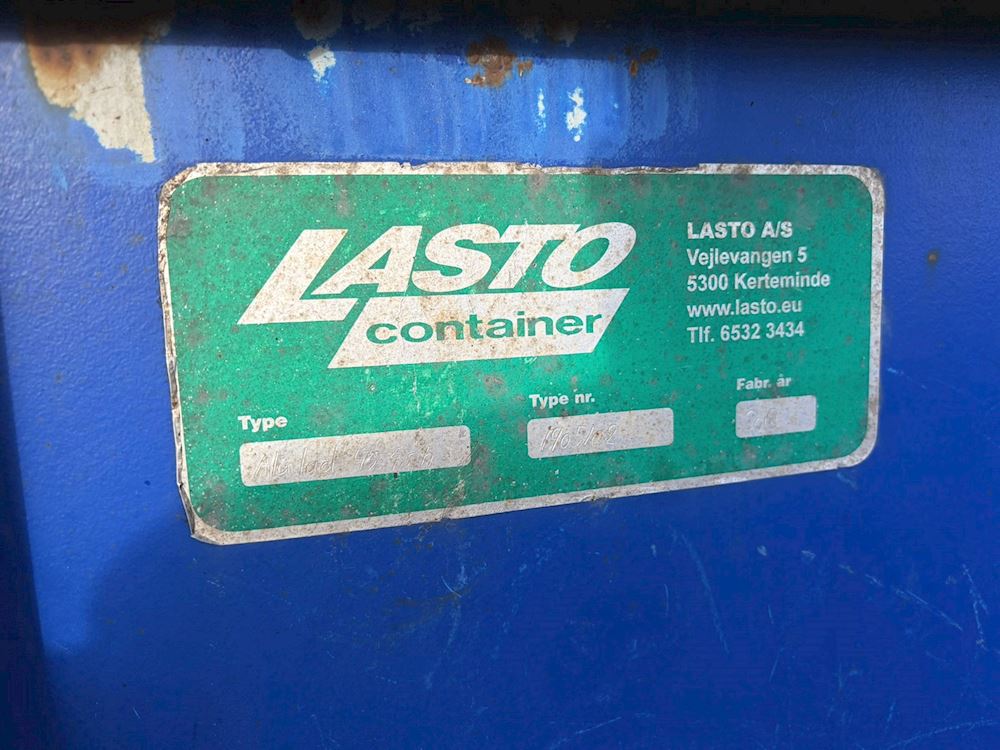 LASTO
container
LASTO A/S
Vejlevangen 5
5300 Kerteminde
www.lasto.eu
Tlf. 6532 3434
Type
Type nr.
Fabr. år